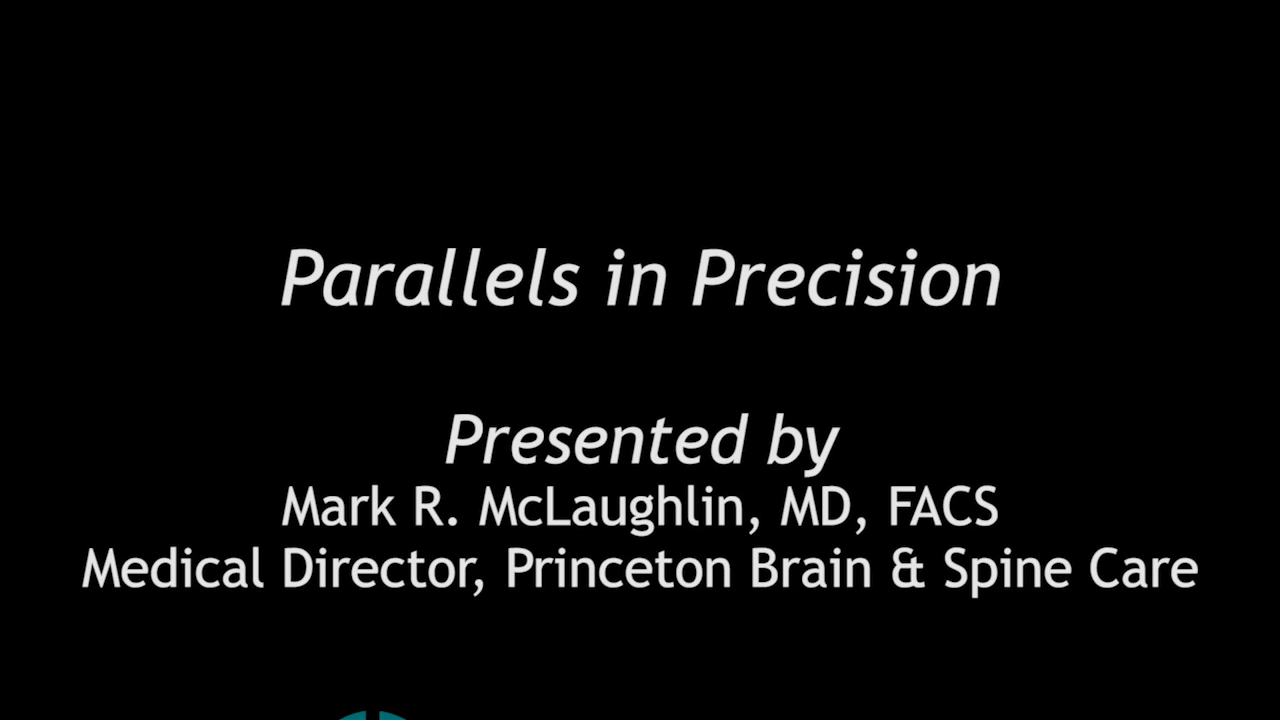 Parallels in Precision
Presented by
Mark R. McLaughlin, MD, FACS
Medical Director, Princeton Brain & Spine Care